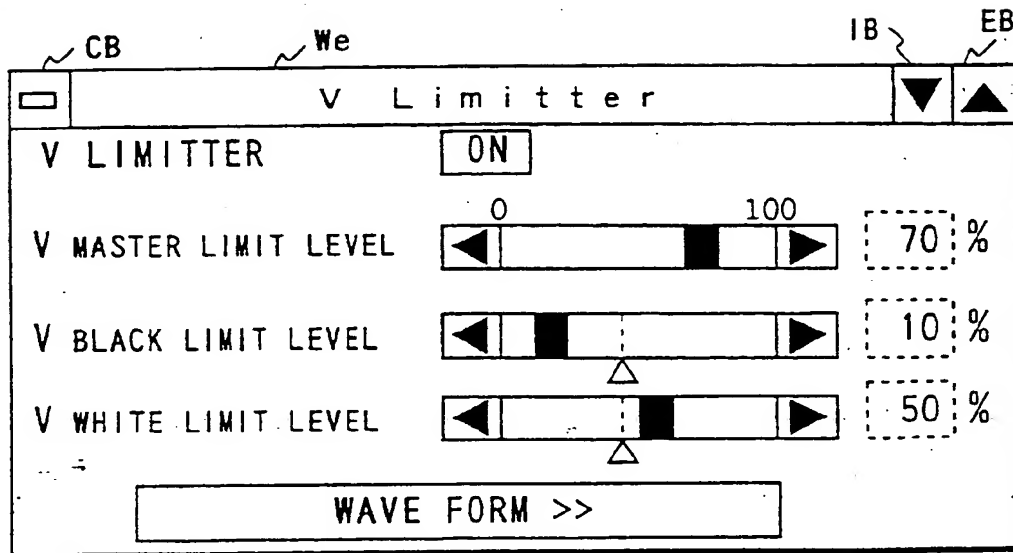 CB We IB EB
V Limitter
V LIMITTER ON
0 100
V MASTER LIMIT LEVEL 70 %
V BLACK LIMIT LEVEL 10 %
V WHITE LIMIT LEVEL 50 %
WAVE FORM >>